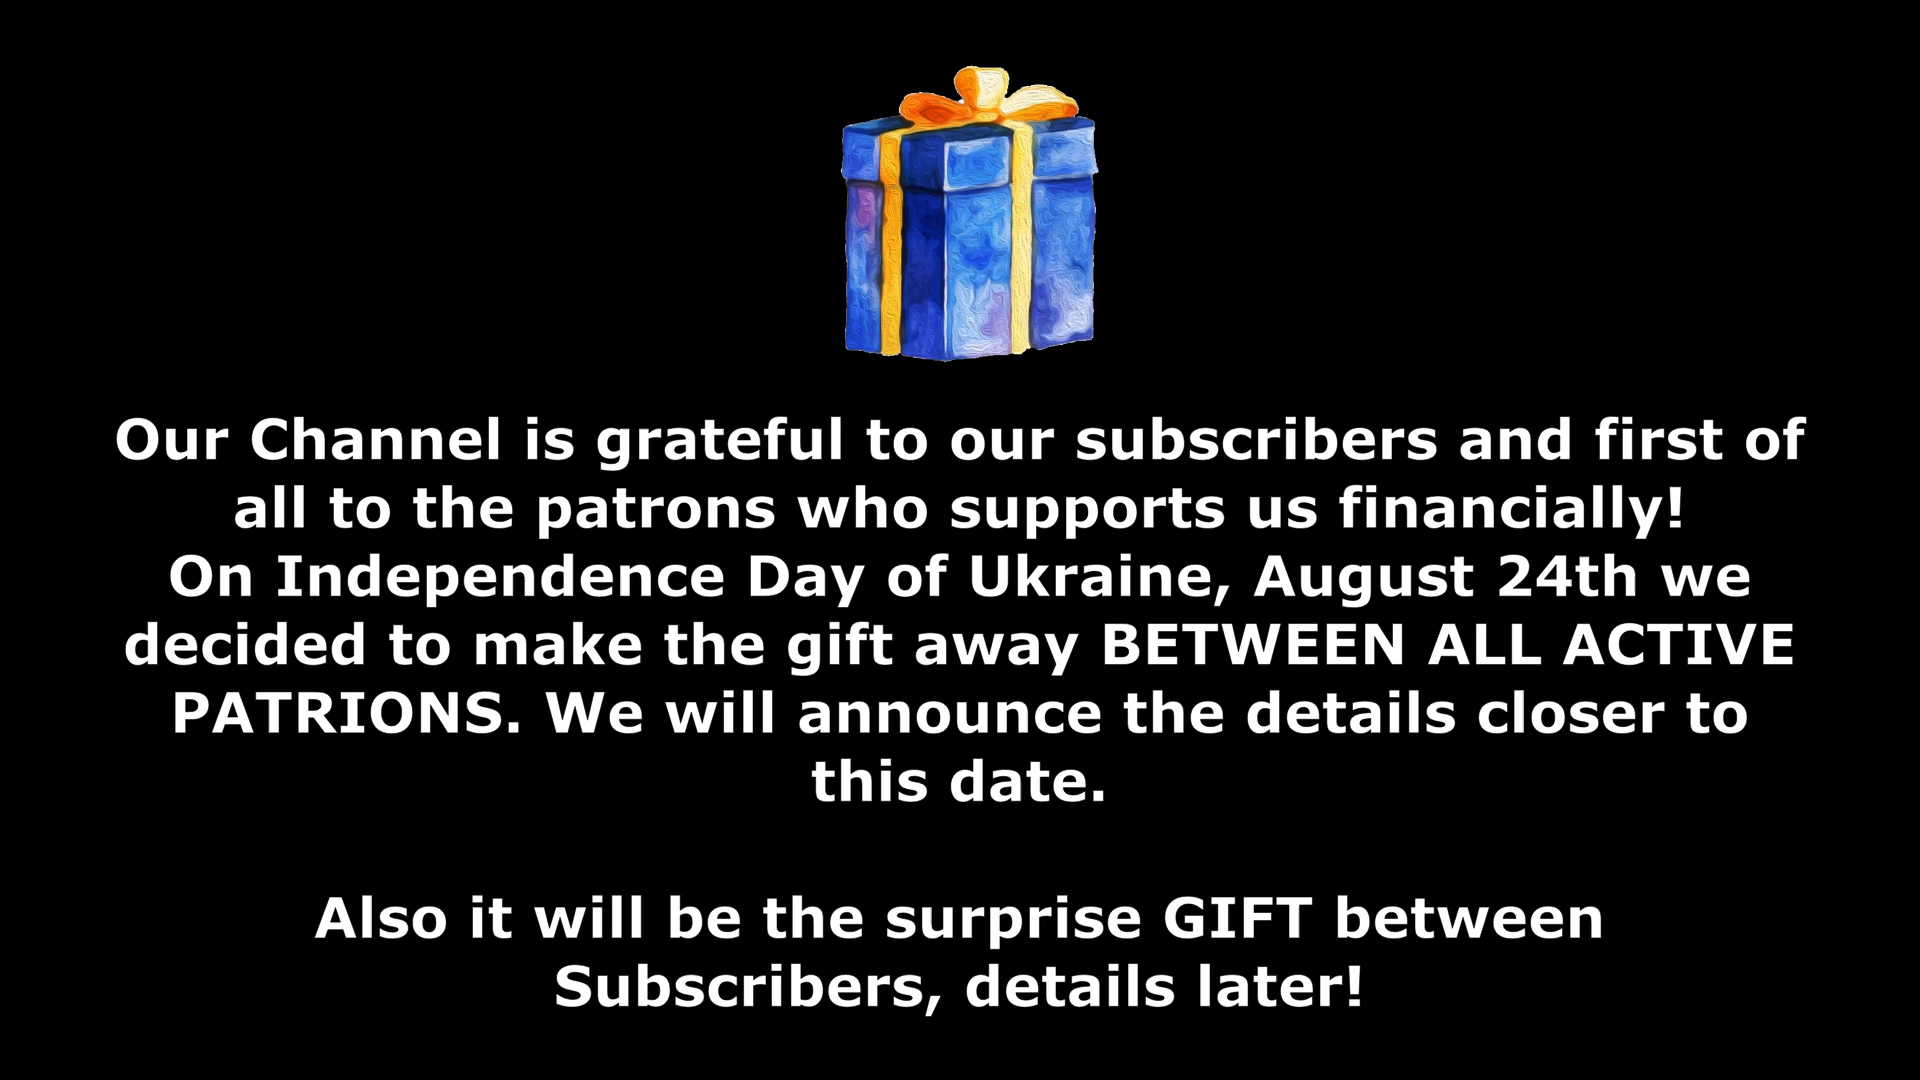 Our Channel is grateful to our subscribers and first of
all to the patrons who supports us financially!
On Independence Day of Ukraine, August 24th we
decided to make the gift away BETWEEN ALL ACTIVE
PATRIONS. We will announce the details closer to
this date.
Also it will be the surprise GIFT between
Subscribers, details later!